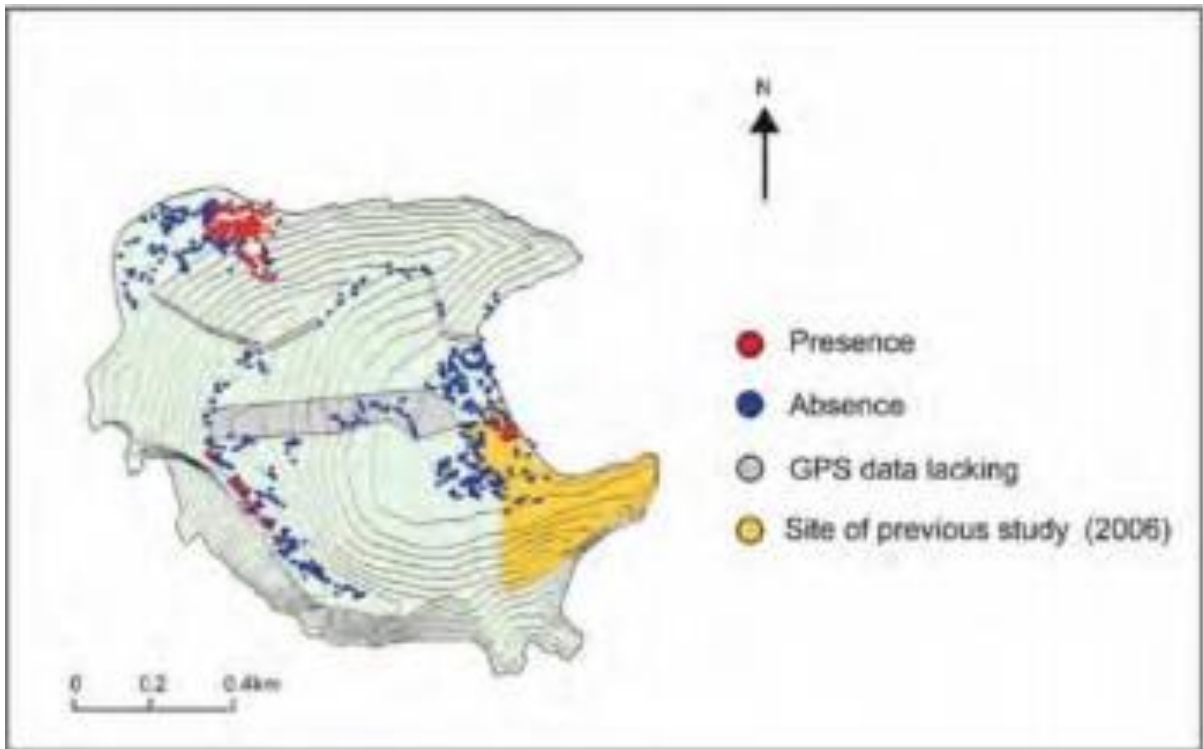 N
Presence
Absence
GPS data lacking
Site of previous study (2006)
0 0.2 0.4km